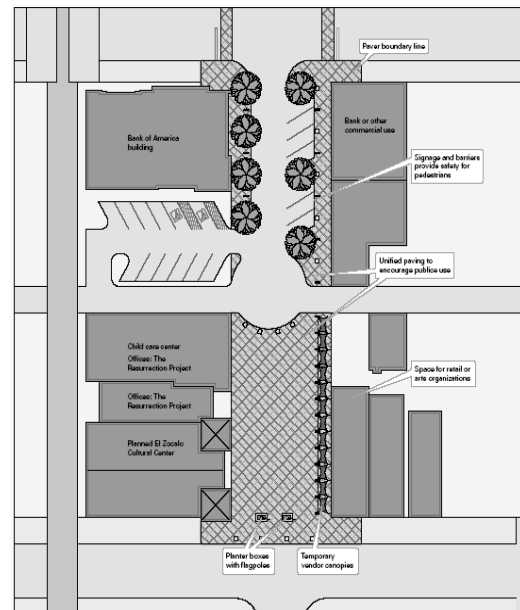 Paver boundary line
Bank of America
building
Bank or other
commercial use
Signage and barriers
provide safety for
pedestrians
Unified paving to
encourage publice use
Child care center
Offices: The
Resurrection Project
Offices: The
Resurrection Project
Space for retail or
arts organizations
Planned El Zocalo
Cultural Center
Planter boxes
with flagpoles
Temporary
vendor canopies